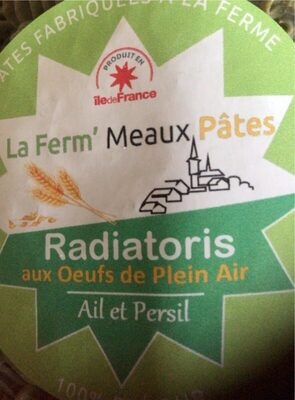 PÂTES FABRIQUÉES À LA FERME
PRODUIT EN
îledeFrance
La Ferm' Meaux Pâtes
Radiatoris
aux Oeufs de Plein Air
Ail et Persil
100%